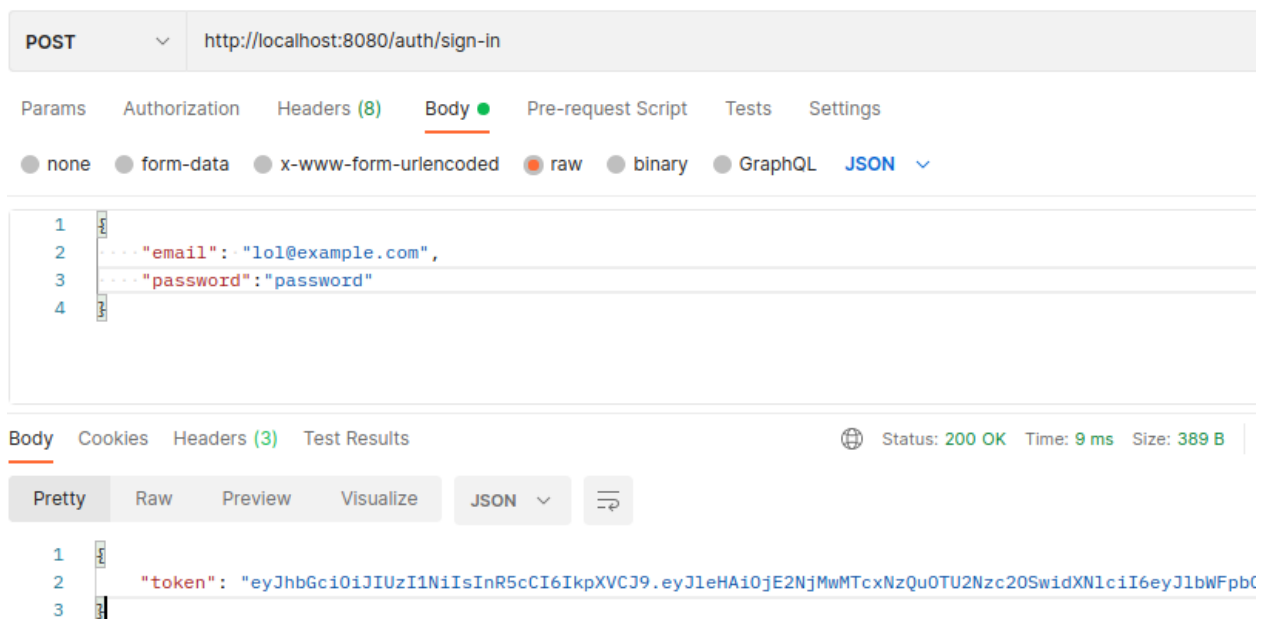 POST http://localhost:8080/auth/sign-in
Params Authorization Headers (8) Body Pre-request Script Tests Settings
none form-data x-www-form-urlencoded raw binary GraphQL JSON
1 {
2 "email": "lol@example.com",
3 "password":"password"
4 }
Body Cookies Headers (3) Test Results Status: 200 OK Time: 9 ms Size: 389 B
Pretty Raw Preview Visualize JSON
1 {
2 "token": "eyJhbGciOiJIUzI1NiIsInR5cCI6IkpXVCJ9.eyJleHAiOjE2NjMwMTcxNzQuOTU2Nzc2OSwidXNlciI6eyJlbWFpbC
3 }